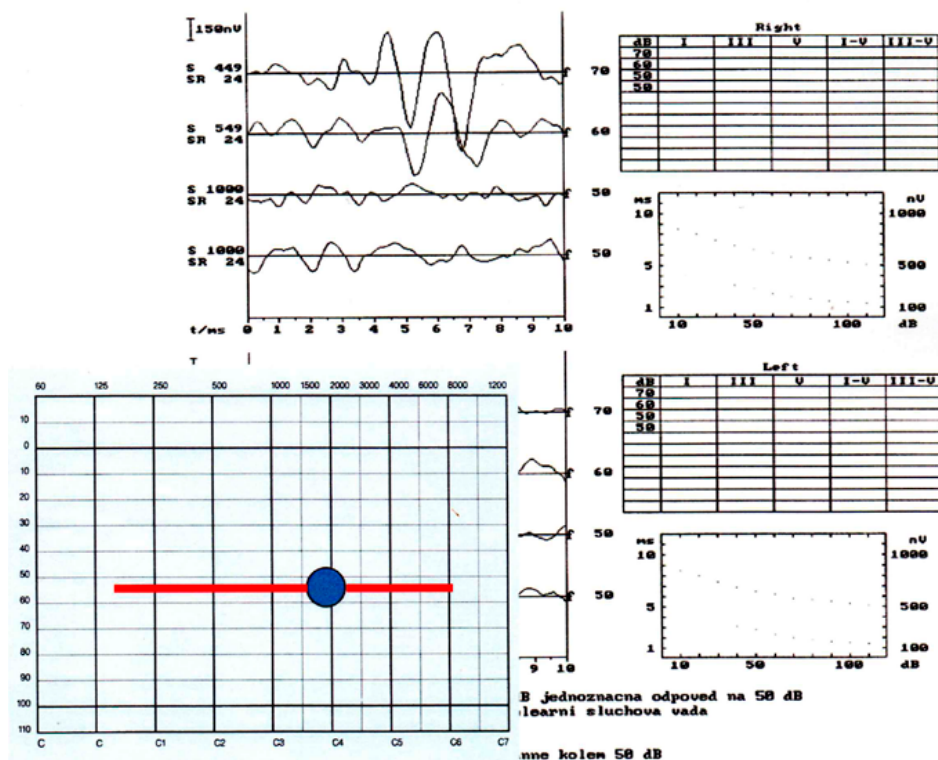 150nV
S 449
SR 24
70
S 549
SR 24
60
S 1000
SR 24
50
S 1000
SR 24
50
t/ms 0 1 2 3 4 5 6 7 8 9 10
Right
dB I III V I-V III-V
70
60
50
50
ms nV
10 1000
5 500
1 100
10 50 100 dB
60 125 250 500 1000 1500 2000 3000 4000 6000 8000 1200
10
0
10
20
30
40
50
60
70
80
90
100
110
C C C1 C2 C3 C4 C5 C6 C7
70
60
50
50
9 10
Left
dB I III V I-V III-V
70
60
50
50
ms nV
10 1000
5 500
1 100
10 50 100 dB
B jednoznacna odpoved na 50 dB
learni sluchova vada
nne kolem 50 dB